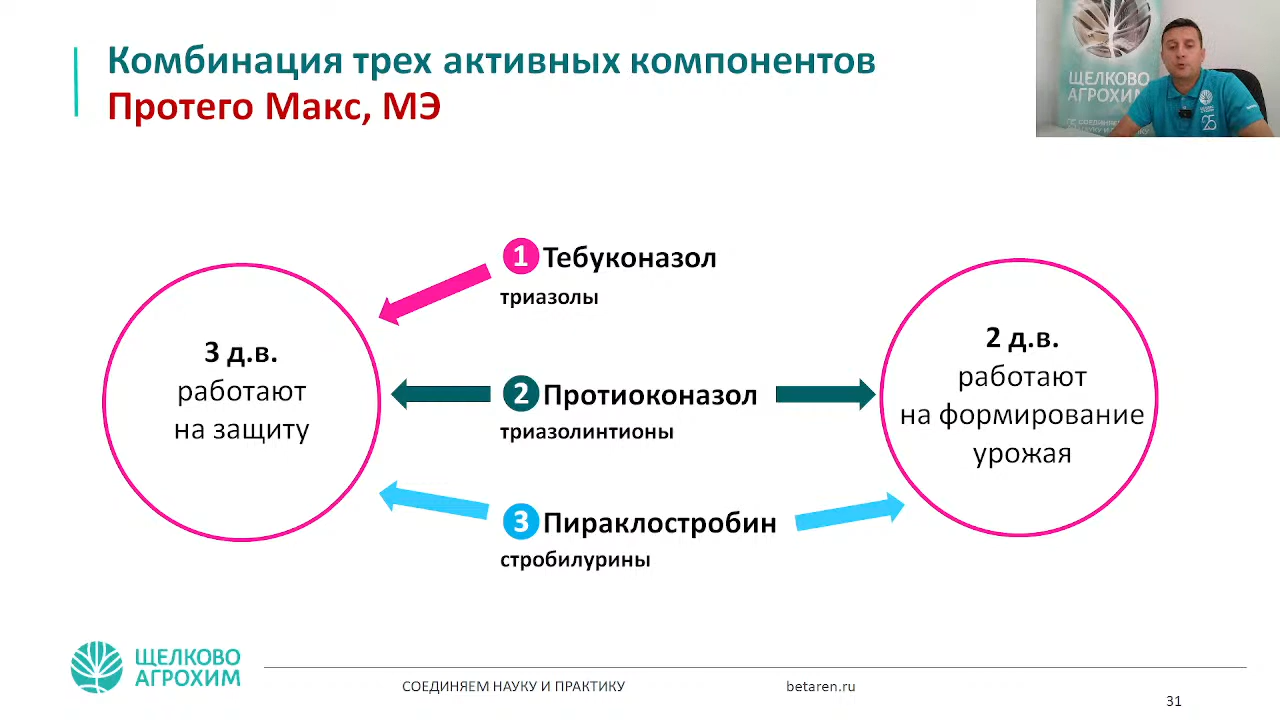 Комбинация трех активных компонентов
Протего Макс, МЭ
ЩЕЛКОВО
АГРОХИМ
25
3 д.в.
работают
на защиту
1 Тебуконазол
триазолы
2 Протиоконазол
триазолинтионы
3 Пираклостробин
стробилурины
2 д.в.
работают
на формирование
урожая
ЩЕЛКОВО
АГРОХИМ
СОЕДИНЯЕМ НАУКУ И ПРАКТИКУ
betaren.ru
31